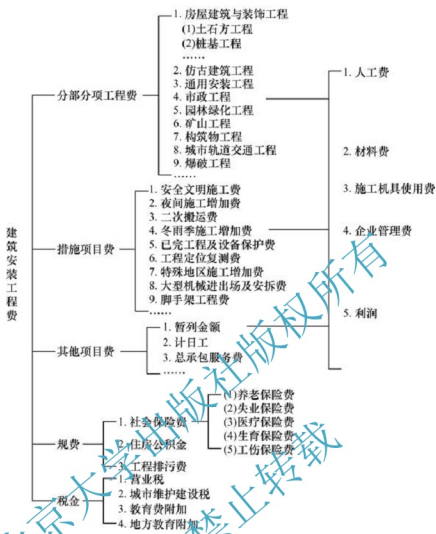 建筑安装工程费
分部分项工程费
1. 房屋建筑与装饰工程
(1)土石方工程
(2)桩基工程
……
2. 仿古建筑工程
3. 通用安装工程
4. 市政工程
5. 园林绿化工程
6. 矿山工程
7. 构筑物工程
8. 城市轨道交通工程
9. 爆破工程
……
措施项目费
1. 安全文明施工费
2. 夜间施工增加费
3. 二次搬运费
4. 冬雨季施工增加费
5. 已完工程及设备保护费
6. 工程定位复测费
7. 特殊地区施工增加费
8. 大型机械进出场及安拆费
9. 脚手架工程费
……
其他项目费
1. 暂列金额
2. 计日工
3. 总承包服务费
……
1. 人工费
2. 材料费
3. 施工机具使用费
4. 企业管理费
5. 利润
规费
1. 社会保险费
(1)养老保险费
(2)失业保险费
(3)医疗保险费
(4)生育保险费
(5)工伤保险费
2. 住房公积金
3. 工程排污费
税金
1. 营业税
2. 城市维护建设税
3. 教育费附加
4. 地方教育附加
京大学出版社版权所有
禁止转载